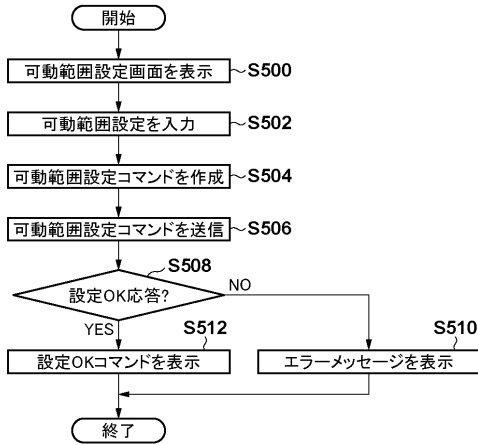 開始
可動範囲設定画面を表示 S500
可動範囲設定を入力 S502
可動範囲設定コマンドを作成 S504
可動範囲設定コマンドを送信 S506
S508
設定OK応答?
NO
YES
S512
設定OKコマンドを表示
S510
エラーメッセージを表示
終了